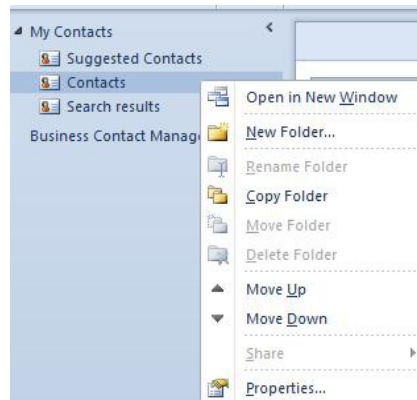 My Contacts
Suggested Contacts
Contacts
Search results
Business Contact Manag
Open in New Window
New Folder...
Rename Folder
Copy Folder
Move Folder
Delete Folder
Move Up
Move Down
Share
Properties...